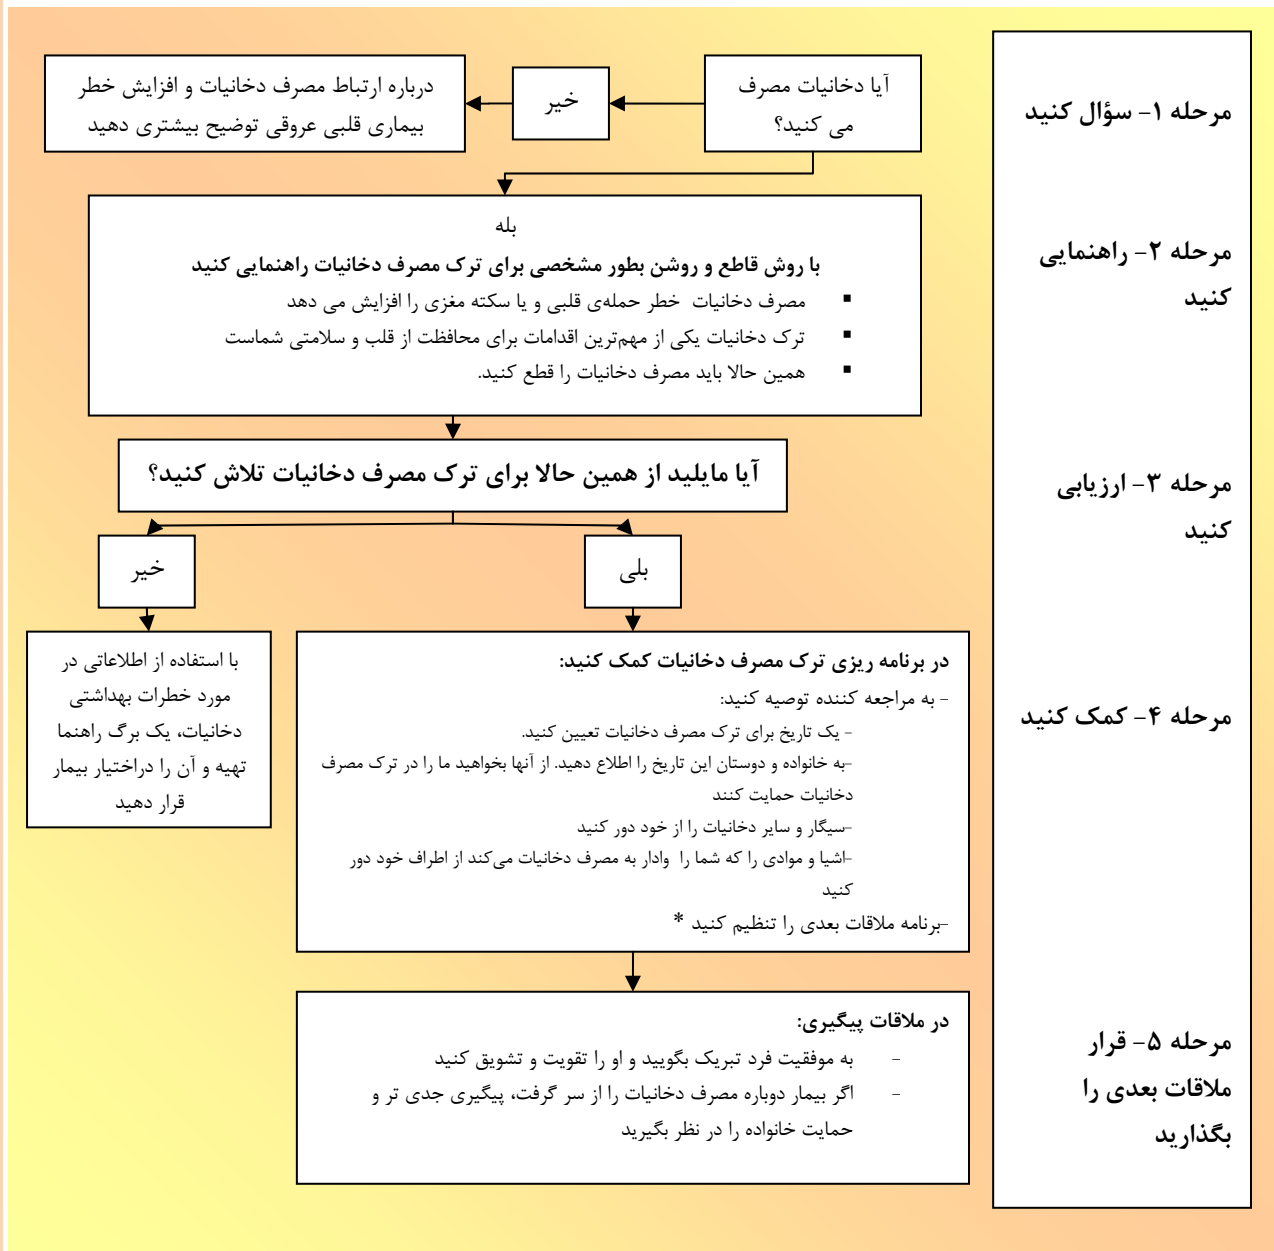 مرحله ۱- سؤال کنید
آیا دخانیات مصرف
می کنید؟
خیر
درباره ارتباط مصرف دخانیات و افزایش خطر
بیماری قلبی عروقی توضیح بیشتری دهید
مرحله ۲- راهنمایی
کنید
بله
با روش قاطع و روشن بطور مشخصی برای ترک مصرف دخانیات راهنمایی کنید
▪ مصرف دخانیات خطر حمله‌ی قلبی و یا سکته مغزی را افزایش می دهد
▪ ترک دخانیات یکی از مهم‌ترین اقدامات برای محافظت از قلب و سلامتی شماست
▪ همین حالا باید مصرف دخانیات را قطع کنید.
مرحله ۳- ارزیابی
کنید
آیا مایلید از همین حالا برای ترک مصرف دخانیات تلاش کنید؟
بلی
خیر
مرحله ۴- کمک کنید
در برنامه ریزی ترک مصرف دخانیات کمک کنید:
- به مراجعه کننده توصیه کنید:
- یک تاریخ برای ترک مصرف دخانیات تعیین کنید.
-به خانواده و دوستان این تاریخ را اطلاع دهید. از آنها بخواهید ما را در ترک مصرف
دخانیات حمایت کنند
-سیگار و سایر دخانیات را از خود دور کنید
-اشیا و موادی را که شما را وادار به مصرف دخانیات می‌کند از اطراف خود دور
کنید
-برنامه ملاقات بعدی را تنظیم کنید *
با استفاده از اطلاعاتی در
مورد خطرات بهداشتی
دخانیات، یک برگ راهنما
تهیه و آن را دراختیار بیمار
قرار دهید
مرحله ۵- قرار
ملاقات بعدی را
بگذارید
در ملاقات پیگیری:
- به موفقیت فرد تبریک بگویید و او را تقویت و تشویق کنید
- اگر بیمار دوباره مصرف دخانیات را از سر گرفت، پیگیری جدی تر و
حمایت خانواده را در نظر بگیرید